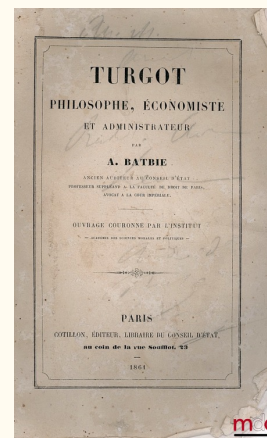 TURGOT
PHILOSOPHE, ÉCONOMISTE
ET ADMINISTRATEUR
PAR
A. BATBIE
ANCIEN AUDITEUR AU CONSEIL D'ÉTAT
PROFESSEUR SUPPLÉANT A LA FACULTÉ DE DROIT DE PARIS,
AVOCAT A LA COUR IMPÉRIALE.
OUVRAGE COURONNÉ PAR L'INSTITUT
— ACADÉMIE DES SCIENCES MORALES ET POLITIQUES —
PARIS
COTILLON, ÉDITEUR, LIBRAIRE DU CONSEIL D'ÉTAT,
au coin de la rue Soufflot, 23
1861